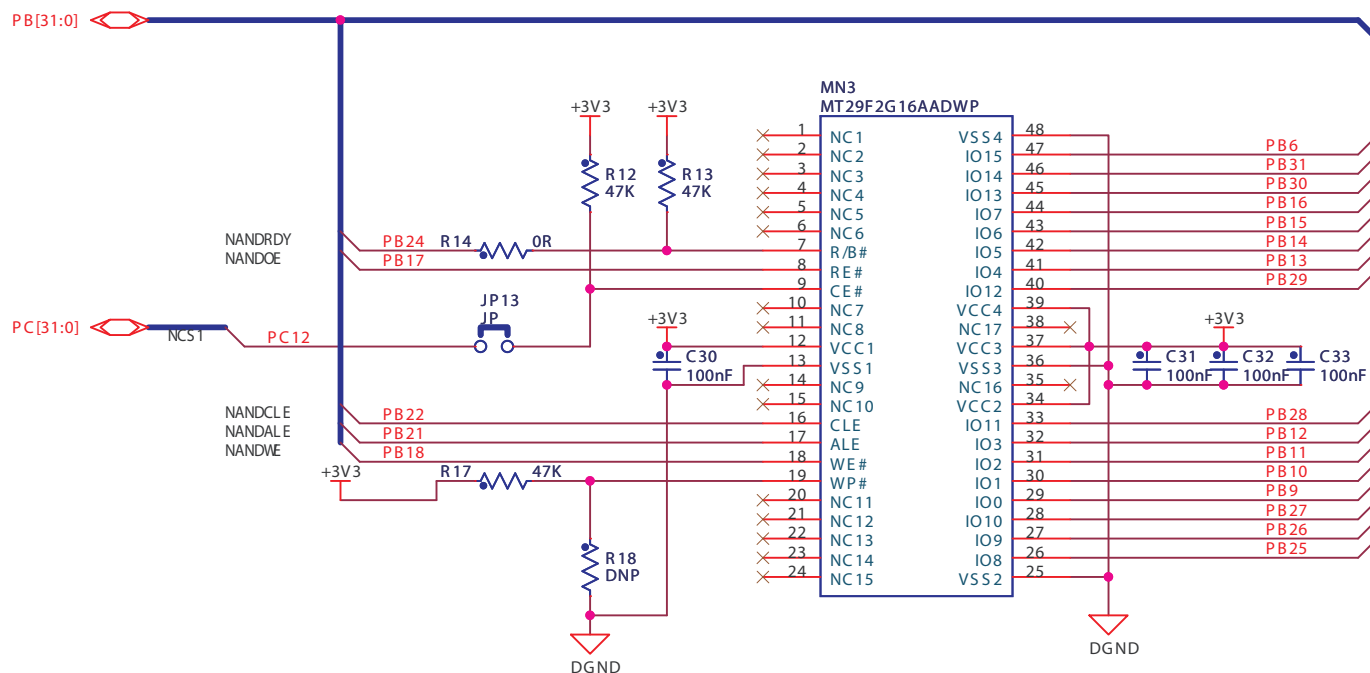 PB[31:0]
MN3
MT29F2G16AADWP
+3V3
+3V3
R12
47K
R13
47K
NANDRDY
NANDOE
PB24
R14
0R
PB17
PC[31:0]
NCS1
PC12
JP13
JP
+3V3
C30
100nF
NANDCLE
NANDALE
NANDWE
PB22
PB21
PB18
+3V3
R17
47K
R18
DNP
DGND
1 NC1
2 NC2
3 NC3
4 NC4
5 NC5
6 NC6
7 R/B#
8 RE#
9 CE#
10 NC7
11 NC8
12 VCC1
13 VSS1
14 NC9
15 NC10
16 CLE
17 ALE
18 WE#
19 WP#
20 NC11
21 NC12
22 NC13
23 NC14
24 NC15
VSS4 48
IO15 47 PB6
IO14 46 PB31
IO13 45 PB30
IO7 44 PB16
IO6 43 PB15
IO5 42 PB14
IO4 41 PB13
IO12 40 PB29
VCC4 39
NC17 38
VCC3 37
VSS3 36
NC16 35
VCC2 34
IO11 33 PB28
IO3 32 PB12
IO2 31 PB11
IO1 30 PB10
IO0 29 PB9
IO10 28 PB27
IO9 27 PB26
IO8 26 PB25
VSS2 25
+3V3
C31
100nF
C32
100nF
C33
100nF
DGND